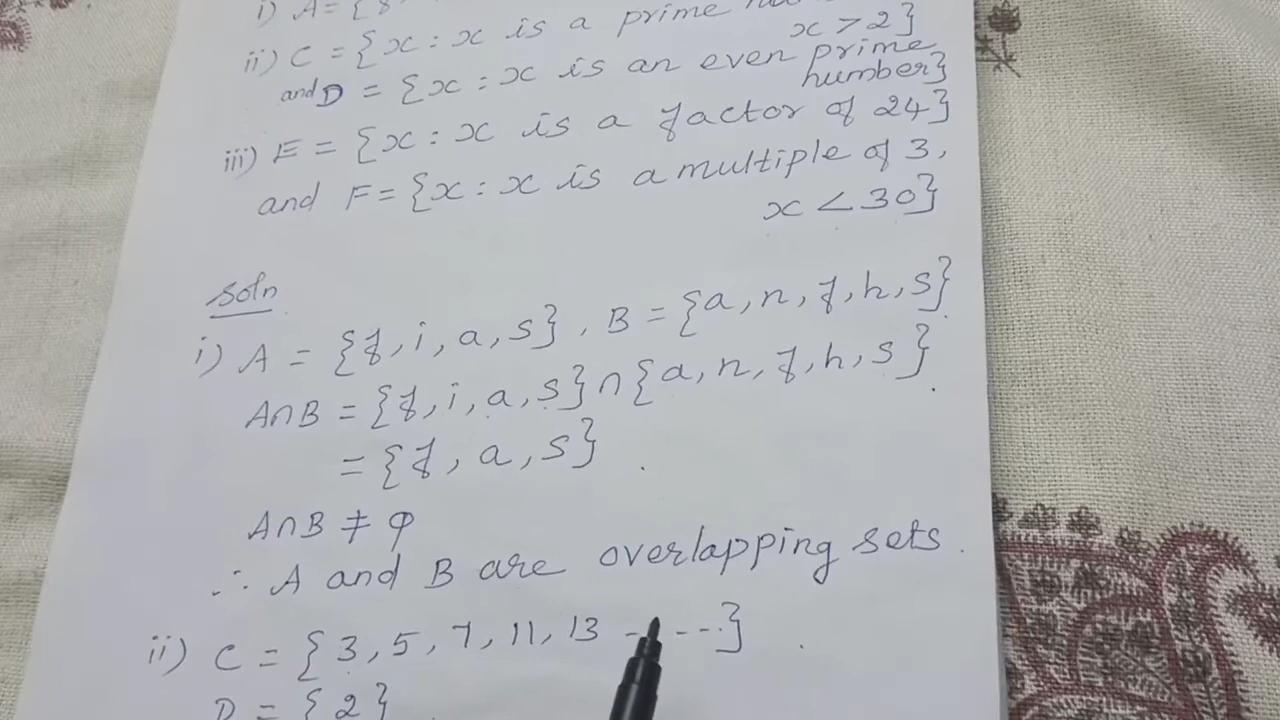 i) A = {
ii) C = {x : x is a prime
x > 2}
and D = {x : x is an even prime
number}
iii) E = {x : x is a factor of 24}
and F = {x : x is a multiple of 3,
x < 30}
Soln
i) A = {f, i, a, s}, B = {a, n, f, h, s}
A∩B = {f, i, a, s} ∩ {a, n, f, h, s}.
= {f, a, s}.
A∩B ≠ φ
∴ A and B are overlapping sets.
ii) C = {3, 5, 7, 11, 13 -----}.
D = {2}.